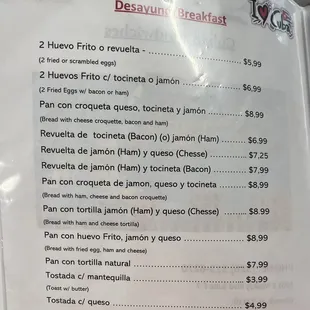 Desayuno Breakfast
I Cuba
2 Huevo Frito o revuelta - ........................ $5,99
(2 fried or scrambled eggs)
2 Huevos Frito c/ tocineta o jamón ............... $6,99
(2 Fried Eggs w/ bacon or ham)
Pan con croqueta queso, tocineta y jamón ......... $8,99
(Bread with cheese croquette, bacon and ham)
Revuelta de tocineta (Bacon) (o) jamón (Ham) ........ $6.99
Revuelta de jamón (Ham) y queso (Chesse) .......... $7,25
Revuelta de jamón (Ham) y tocineta (Bacon) ......... $7,99
Pan con croqueta de jamon, queso y tocineta ....... $8,99
(Bread with ham, cheese and bacon croquette)
Pan con tortilla jamón (Ham) y queso (Chesse) ..... $8.99
(Bread with ham and cheese tortilla)
Pan con huevo Frito, jamón y queso ................ $8,99
(Bread with fried egg, ham and cheese)
Pan con tortilla natural ........................... $7.99
Tostada c/ mantequilla ............................ $3.99
(Toast w/ butter)
Tostada c/ queso ................................... $4,99